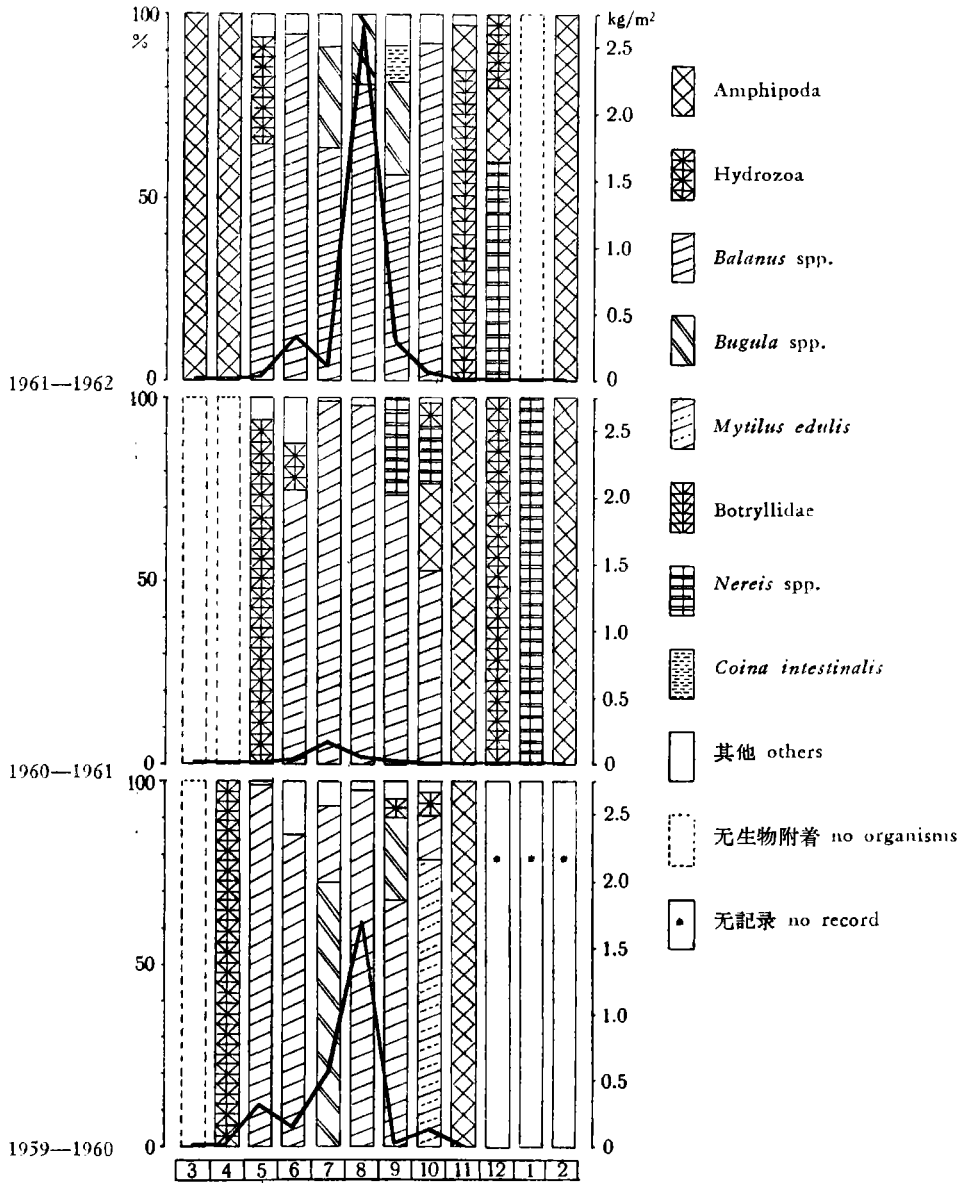 100
%
50
0
1961—1962
kg/m²
2.5
2.0
1.5
1.0
0.5
0
100
50
0
1960—1961
2.5
2.0
1.5
1.0
0.5
0
100
50
0
1959—1960
2.5
2.0
1.5
1.0
0.5
0
3 4 5 6 7 8 9 10 11 12 1 2
Amphipoda
Hydrozoa
Balanus spp.
Bugula spp.
Mytilus edulis
Botryllidae
Nereis spp.
Coina intestinalis
其他 others
无生物附着 no organisms
无記录 no record